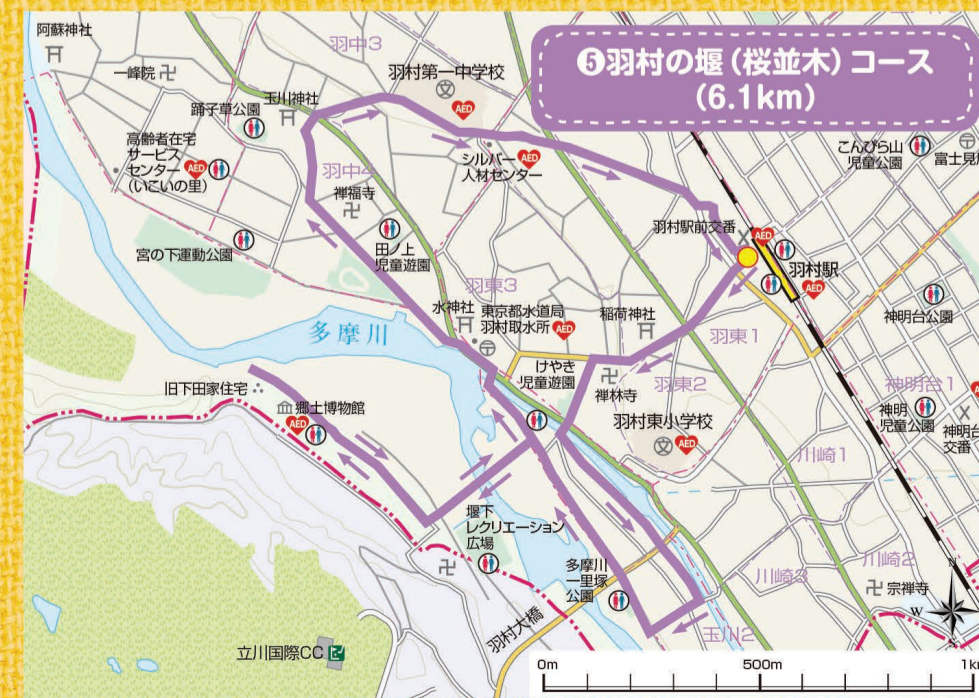 ❺羽村の堰(桜並木)コース
(6.1km)
阿蘇神社
一峰院
羽中3
羽村第一中学校
AED
玉川神社
踊子草公園
高齢者在宅
サービス
センター
(いこいの里)
AED
羽中4
シルバー
人材センター
AED
こんぴら山
児童公園
禅福寺
宮の下運動公園
田ノ上
児童遊園
羽村駅前交番
AED
羽村駅
AED
羽東3
水神社
東京都水道局
羽村取水所
AED
稲荷神社
神明台公園
多摩川
羽東1
けやき
児童遊園
禅林寺
羽東2
旧下田家住宅
郷土博物館
AED
羽村東小学校
AED
神明台1
神明
児童公園
神明台
交番
川崎1
堰下
レクリエーション
広場
多摩川
一里塚
公園
川崎3
川崎2
宗禅寺
羽村大橋
玉川2
立川国際CC
N
W
S
0m
500m